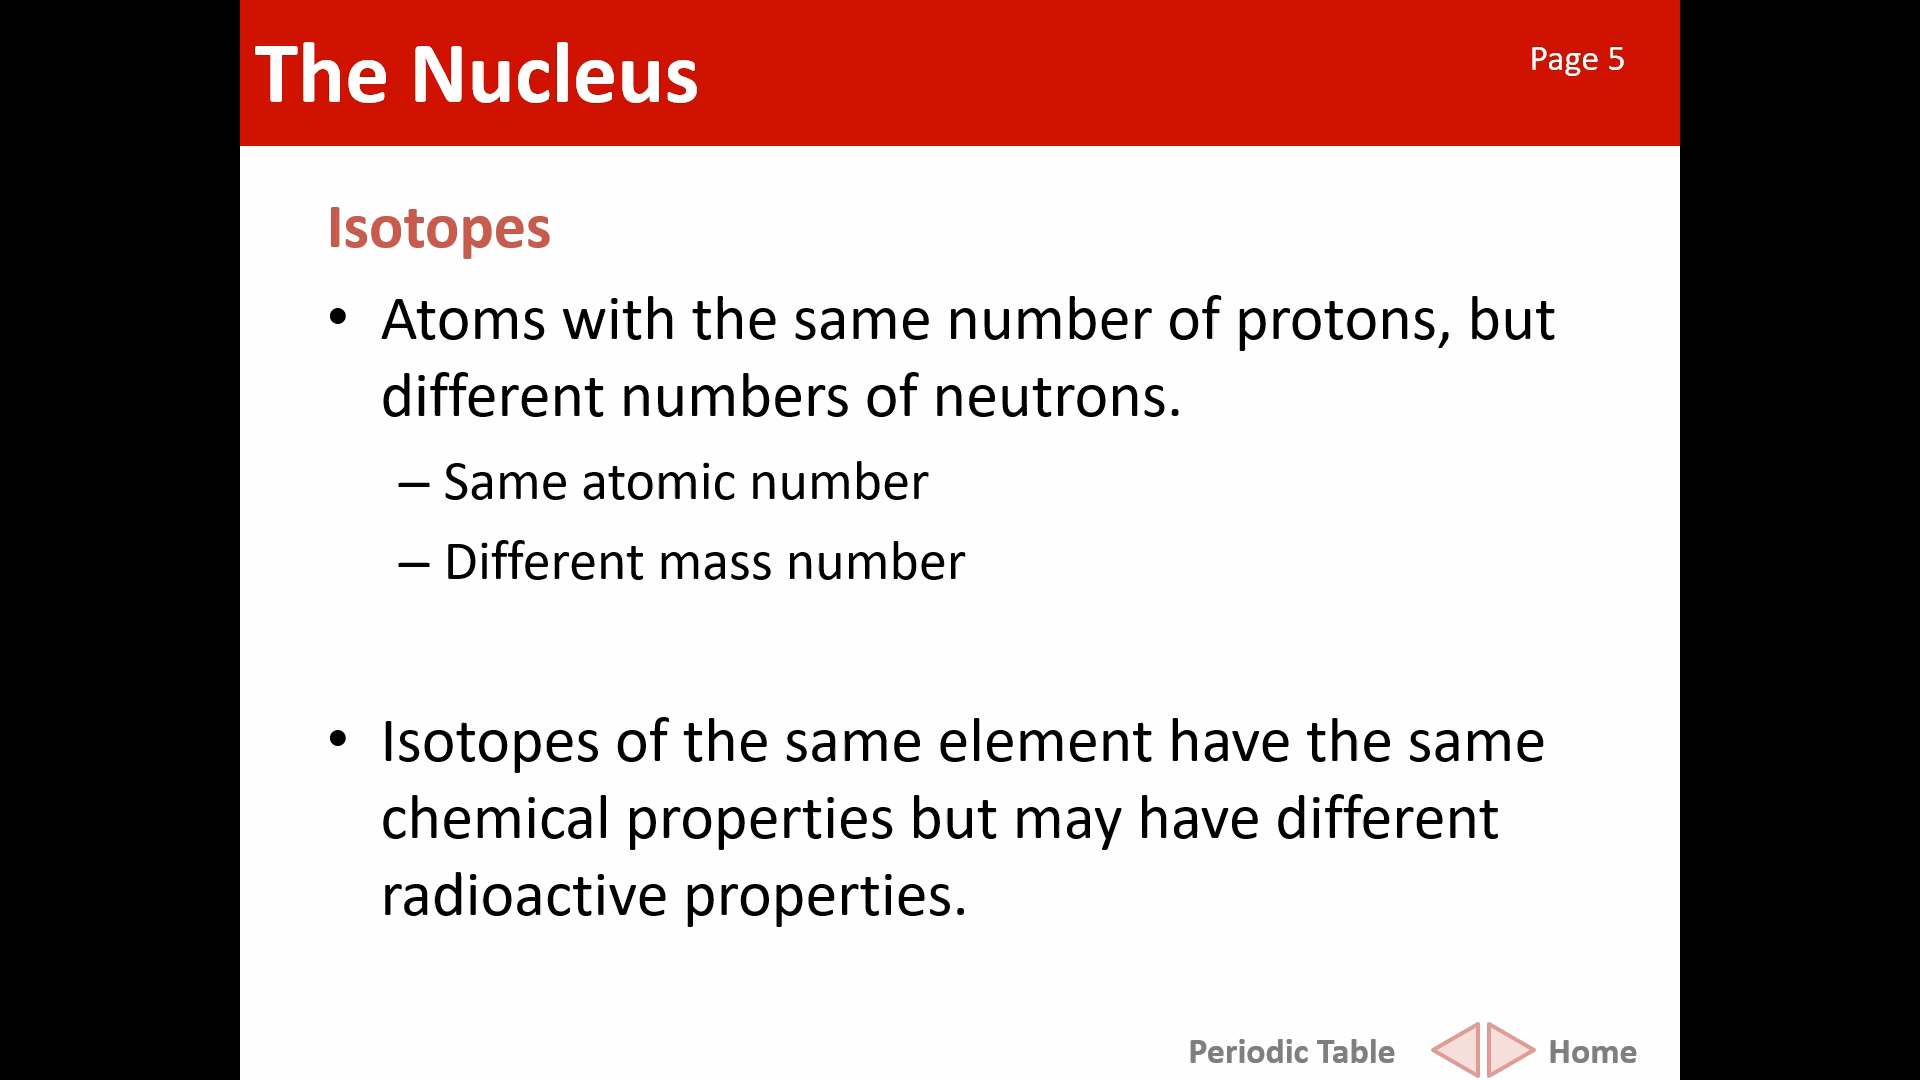 The Nucleus
Page 5
Isotopes
• Atoms with the same number of protons, but
different numbers of neutrons.
– Same atomic number
– Different mass number
• Isotopes of the same element have the same
chemical properties but may have different
radioactive properties.
Periodic Table
Home